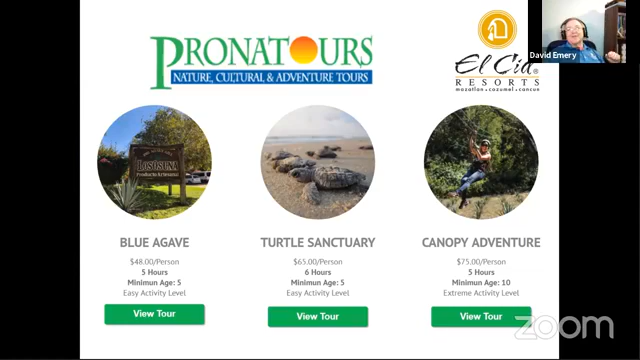 PRONATOURS
NATURE, CULTURAL & ADVENTURE TOURS
El Cid®
RESORTS
mazatlan • cozumel • cancun
David Emery
LOSOSENA
BLUE AGAVE
$48.00/Person
5 Hours
Minimun Age: 5
Easy Activity Level
View Tour
TURTLE SANCTUARY
$65.00/Person
6 Hours
Minimun Age: 5
Easy Activity Level
View Tour
CANOPY ADVENTURE
$75.00/Person
5 Hours
Minimun Age: 10
Extreme Activity Level
View Tour
zoom